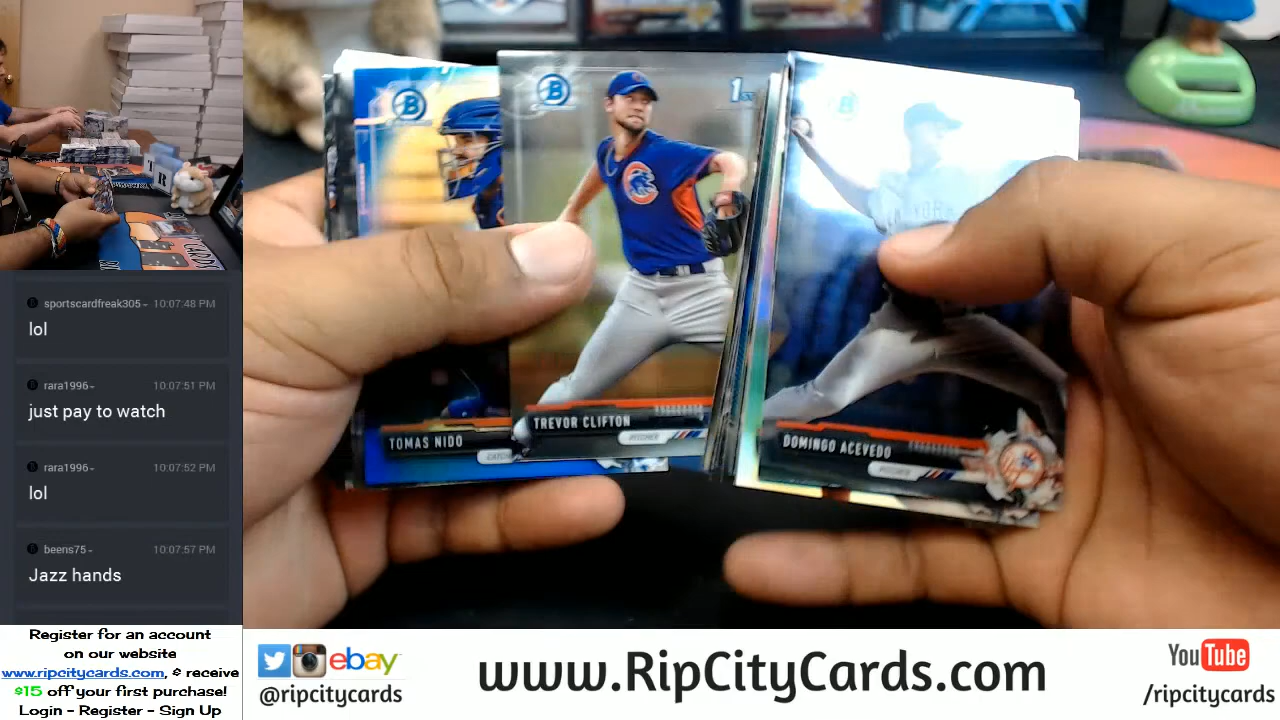 sportscardfreak305-
10:07:48 PM
lol
rara1996-
10:07:51 PM
just pay to watch
rara1996-
10:07:52 PM
lol
beens75-
10:07:57 PM
Jazz hands
Register for an account
on our website
www.ripcitycards.com, & receive
$15 off your first purchase!
Login - Register - Sign Up
B
B
1ST
C
NEW YORK
TOMAS NIDO
TREVOR CLIFTON
PITCHER
DOMINGO ACEVEDO
PITCHER
ebay
@ripcitycards
www.RipCityCards.com
YouTube
/ripcitycards